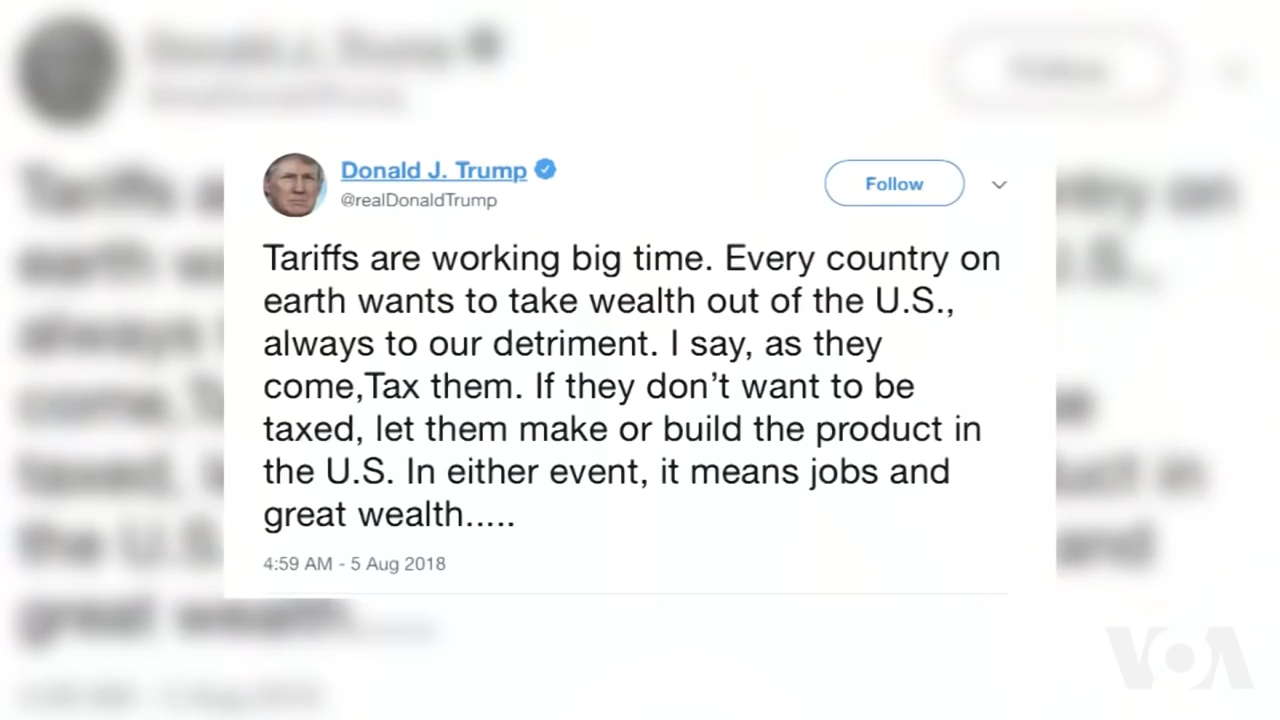 Donald J. Trump
@realDonaldTrump
Follow
Tariffs are working big time. Every country on
earth wants to take wealth out of the U.S.,
always to our detriment. I say, as they
come,Tax them. If they don’t want to be
taxed, let them make or build the product in
the U.S. In either event, it means jobs and
great wealth.....
4:59 AM - 5 Aug 2018
VOA